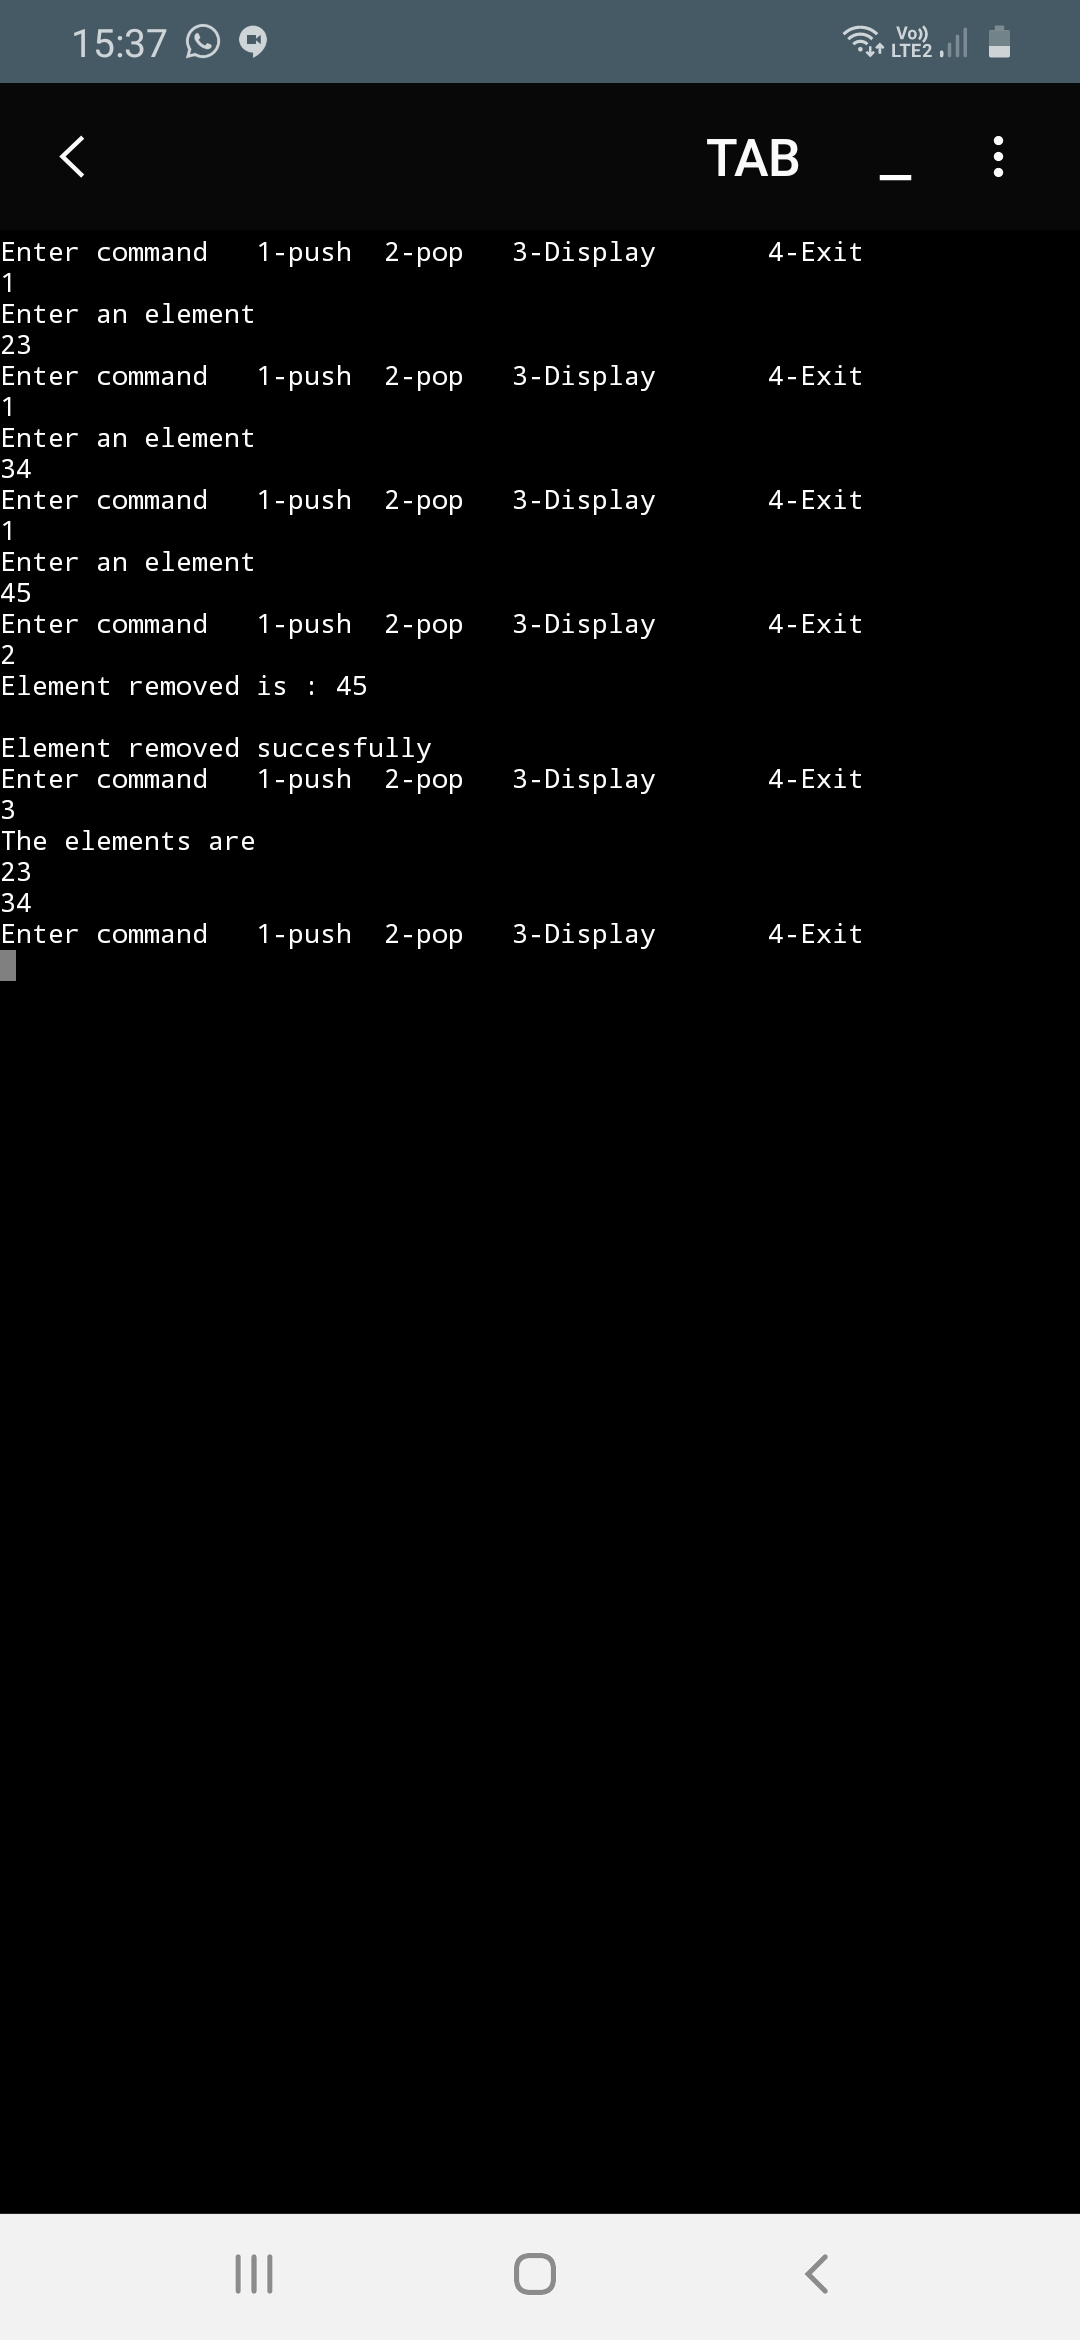 15:37 Vo)) LTE2
TAB _
Enter command 1-push 2-pop 3-Display 4-Exit
1
Enter an element
23
Enter command 1-push 2-pop 3-Display 4-Exit
1
Enter an element
34
Enter command 1-push 2-pop 3-Display 4-Exit
1
Enter an element
45
Enter command 1-push 2-pop 3-Display 4-Exit
2
Element removed is : 45
Element removed succesfully
Enter command 1-push 2-pop 3-Display 4-Exit
3
The elements are
23
34
Enter command 1-push 2-pop 3-Display 4-Exit